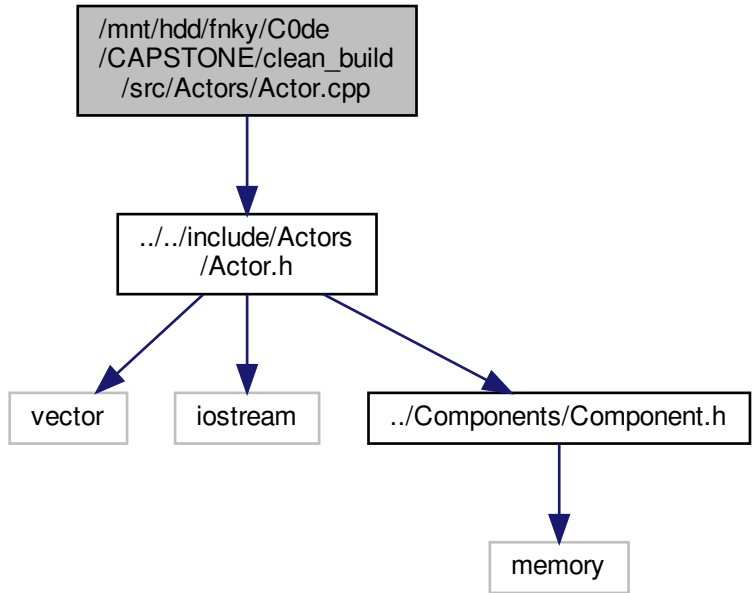 /mnt/hdd/fnky/C0de
/CAPSTONE/clean_build
/src/Actors/Actor.cpp
../../include/Actors
/Actor.h
vector
iostream
../Components/Component.h
memory